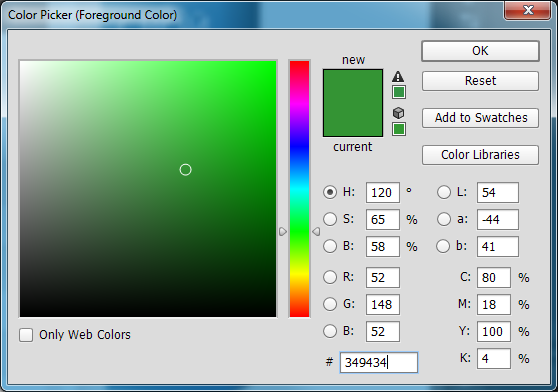 Color Picker (Foreground Color)
new
current
OK
Reset
Add to Swatches
Color Libraries
H: 120 °
S: 65 %
B: 58 %
R: 52
G: 148
B: 52
# 349434
L: 54
a: -44
b: 41
C: 80 %
M: 18 %
Y: 100 %
K: 4 %
Only Web Colors